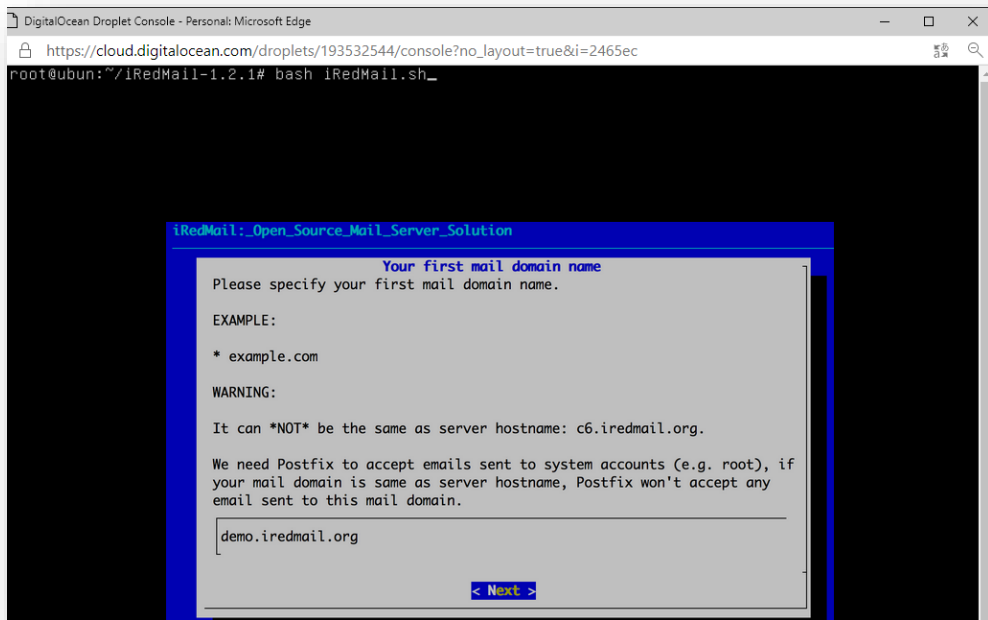 DigitalOcean Droplet Console - Personal: Microsoft Edge
https://cloud.digitalocean.com/droplets/193532544/console?no_layout=true&i=2465ec
root@ubun:~/iRedMail-1.2.1# bash iRedMail.sh_
iRedMail:_Open_Source_Mail_Server_Solution
Your first mail domain name
Please specify your first mail domain name.
EXAMPLE:
* example.com
WARNING:
It can *NOT* be the same as server hostname: c6.iredmail.org.
We need Postfix to accept emails sent to system accounts (e.g. root), if
your mail domain is same as server hostname, Postfix won't accept any
email sent to this mail domain.
demo.iredmail.org
< Next >